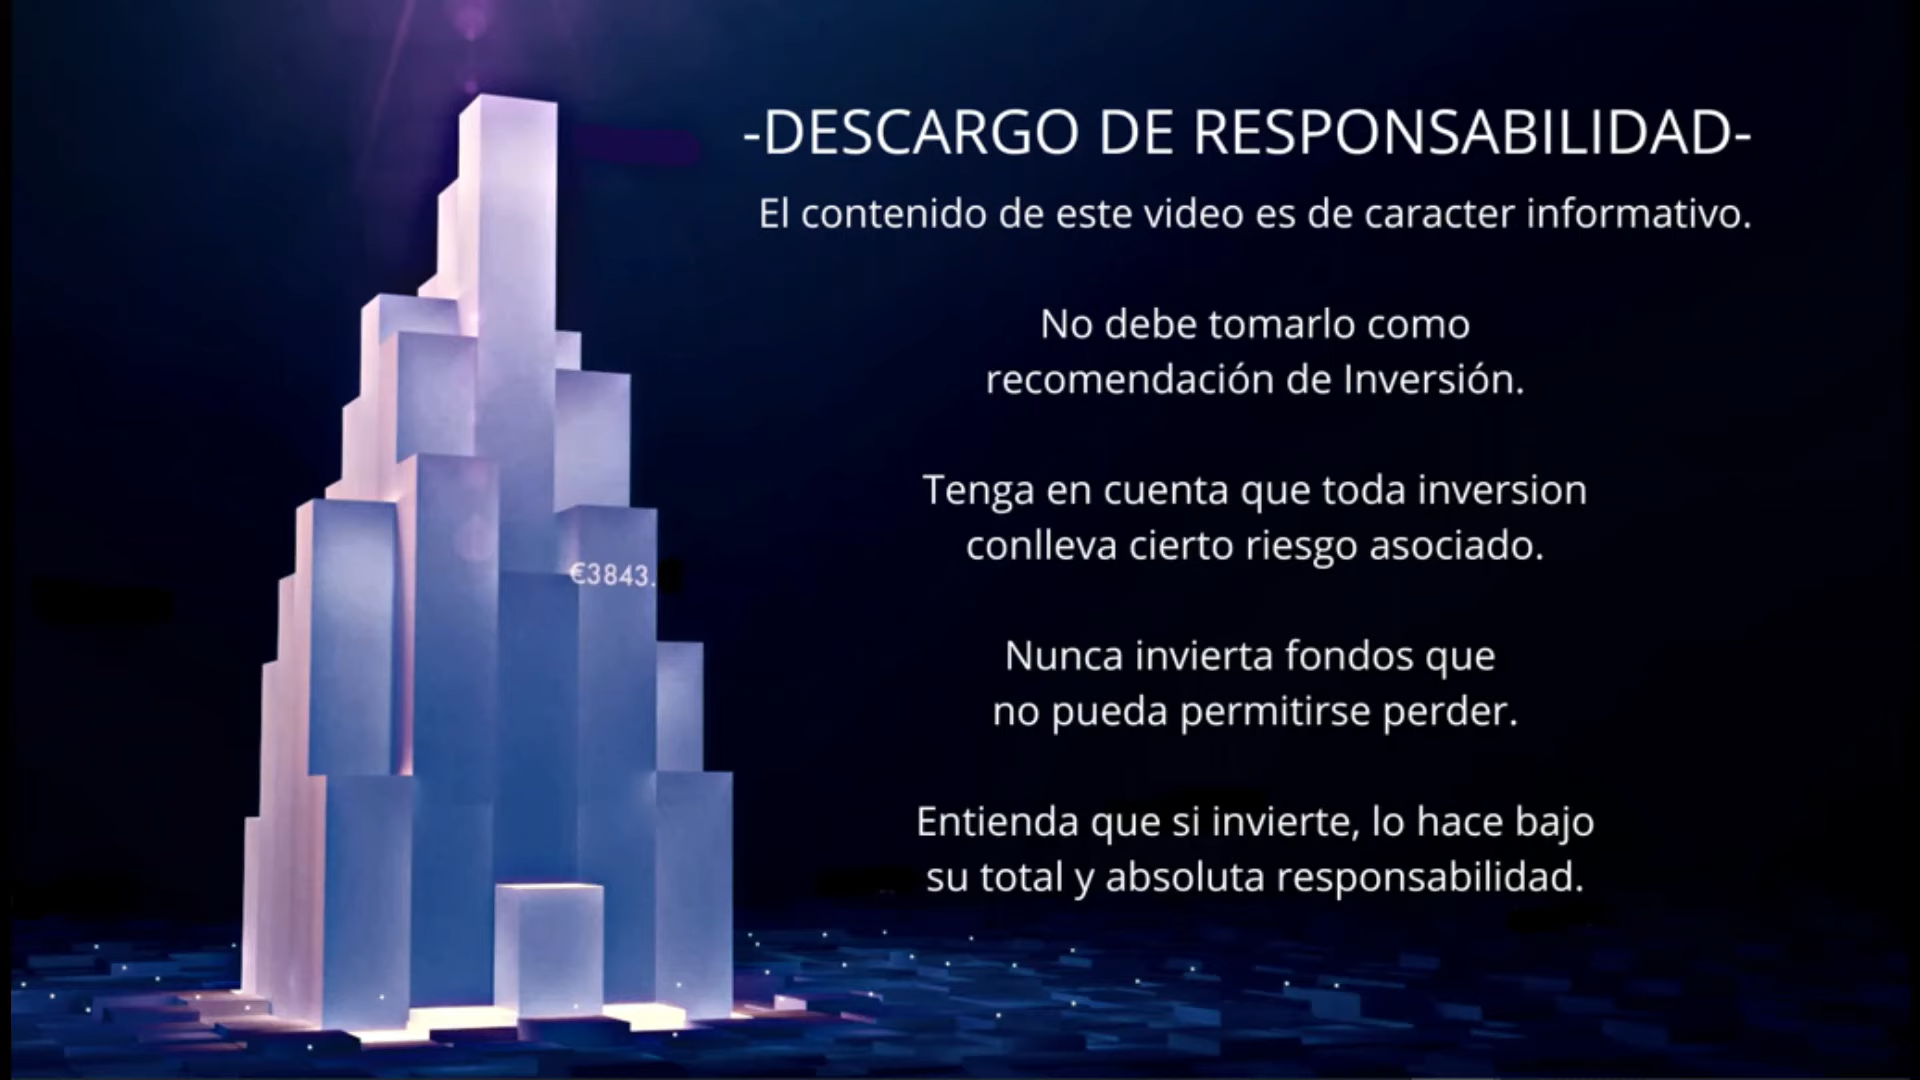 -DESCARGO DE RESPONSABILIDAD-
El contenido de este video es de caracter informativo.
No debe tomarlo como
recomendación de Inversión.
Tenga en cuenta que toda inversion
conlleva cierto riesgo asociado.
€3843.
Nunca invierta fondos que
no pueda permitirse perder.
Entienda que si invierte, lo hace bajo
su total y absoluta responsabilidad.